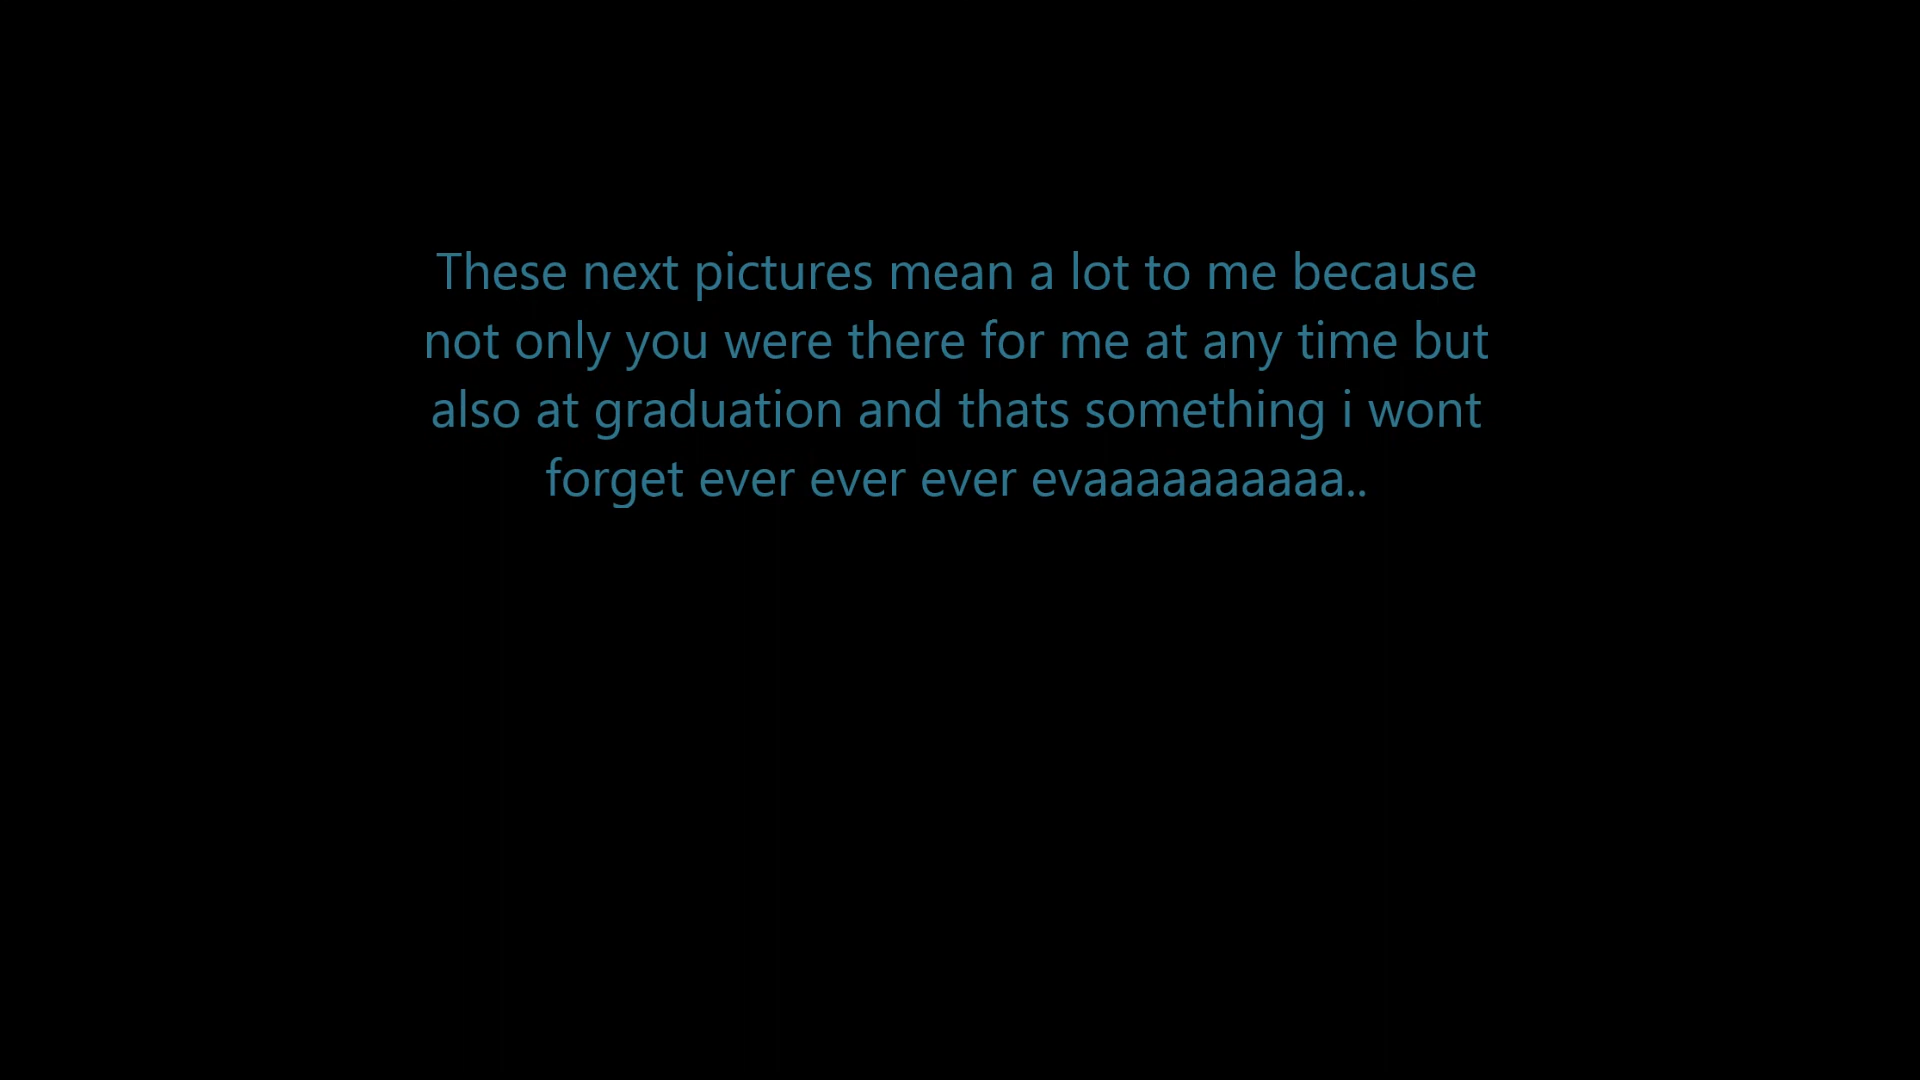 These next pictures mean a lot to me because
not only you were there for me at any time but
also at graduation and thats something i wont
forget ever ever ever evaaaaaaaaaa..